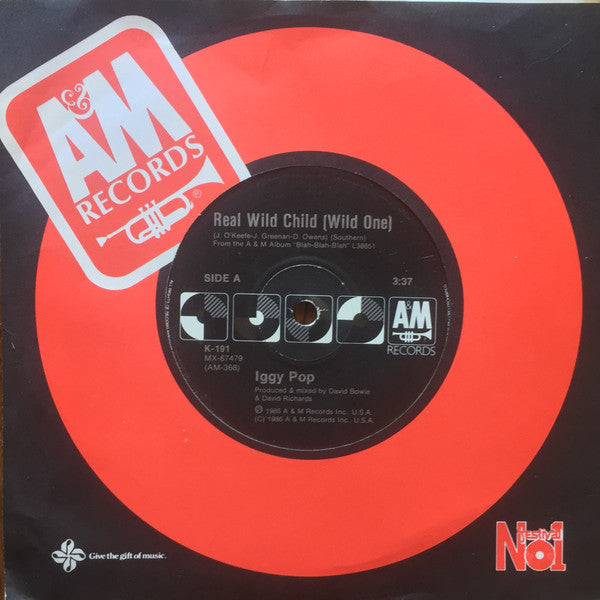 A&M
RECORDS
®
Real Wild Child (Wild One)
(J. O'Keefe-J. Greenan-D. Owens) (Southern)
From the A & M Album "Blah-Blah-Blah" L38651
SIDE A
3:37
A&M
RECORDS
K-191
MX-67479
(AM-368)
Iggy Pop
Produced & mixed by David Bowie
& David Richards
℗ 1986 A & M Records Inc. U.S.A.
(C) 1986 A & M Records Inc. U.S.A.
Give the gift of music.
Festival
No1